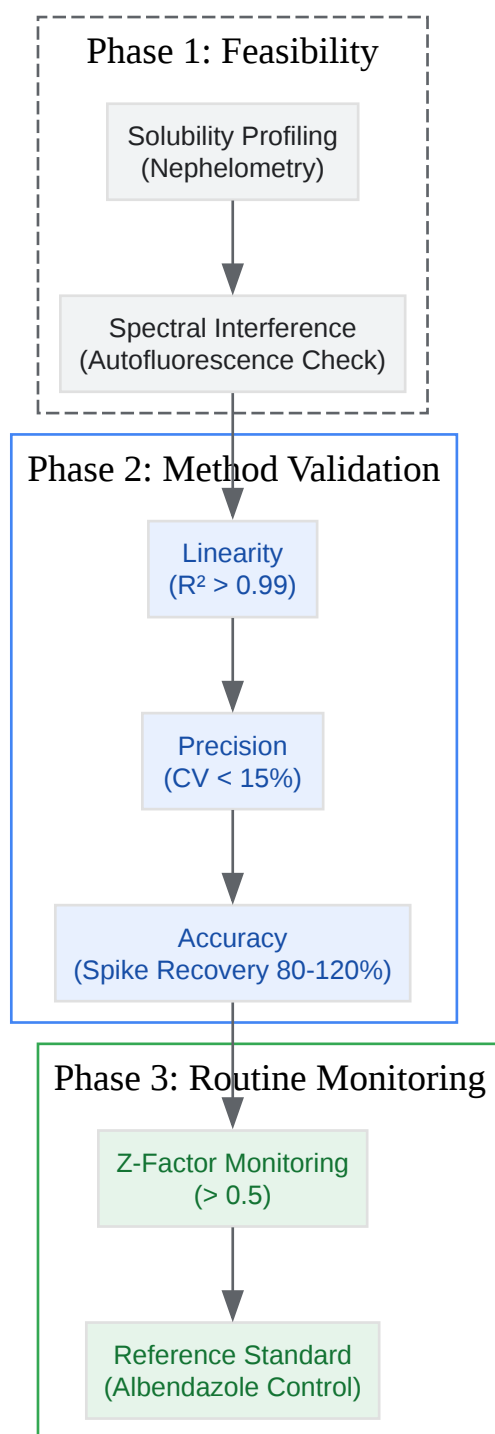 Phase 1: Feasibility
Solubility Profiling
(Nephelometry)
Spectral Interference
(Autofluorescence Check)
Phase 2: Method Validation
Linearity
(R² > 0.99)
Precision
(CV < 15%)
Accuracy
(Spike Recovery 80-120%)
Phase 3: Routine Monitoring
Z-Factor Monitoring
(> 0.5)
Reference Standard
(Albendazole Control)